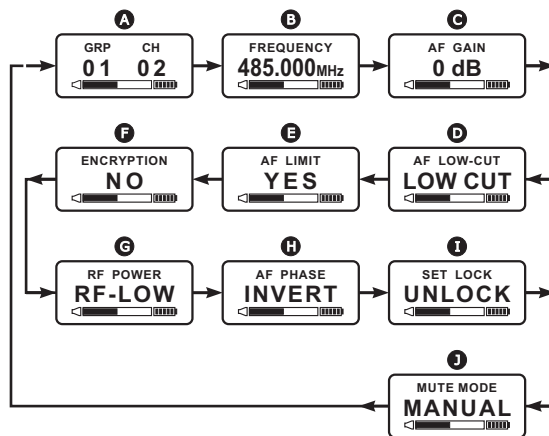 A
GRP CH
01 02
B
FREQUENCY
485.000MHz
C
AF GAIN
0 dB
F
ENCRYPTION
NO
E
AF LIMIT
YES
D
AF LOW-CUT
LOW CUT
G
RF POWER
RF-LOW
H
AF PHASE
INVERT
I
SET LOCK
UNLOCK
J
MUTE MODE
MANUAL